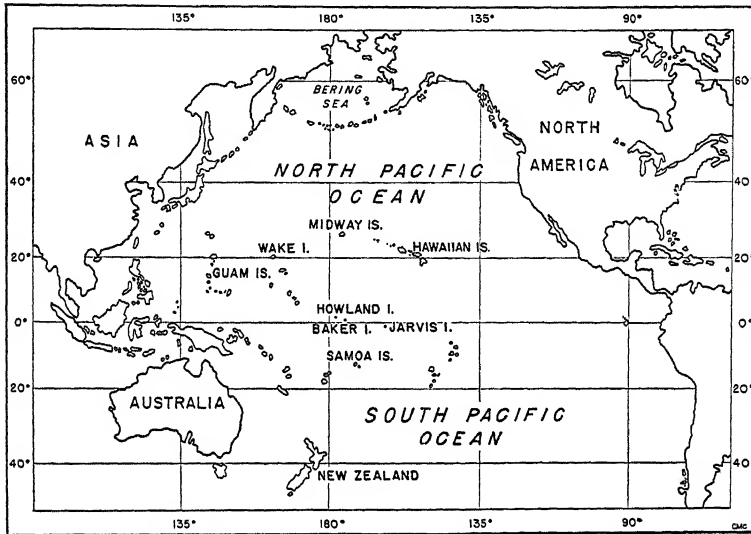 135° 180° 135° 90°
60° 60°
BERING
SEA
ASIA
NORTH
AMERICA
NORTH PACIFIC
OCEAN
40° 40°
MIDWAY IS.
WAKE I.
HAWAIIAN IS.
20° 20°
GUAM IS.
HOWLAND I.
0° 0°
BAKER I.
JARVIS I.
SAMOA IS.
20° 20°
AUSTRALIA
SOUTH PACIFIC
OCEAN
40° 40°
NEW ZEALAND
135° 180° 135° 90°
CMC